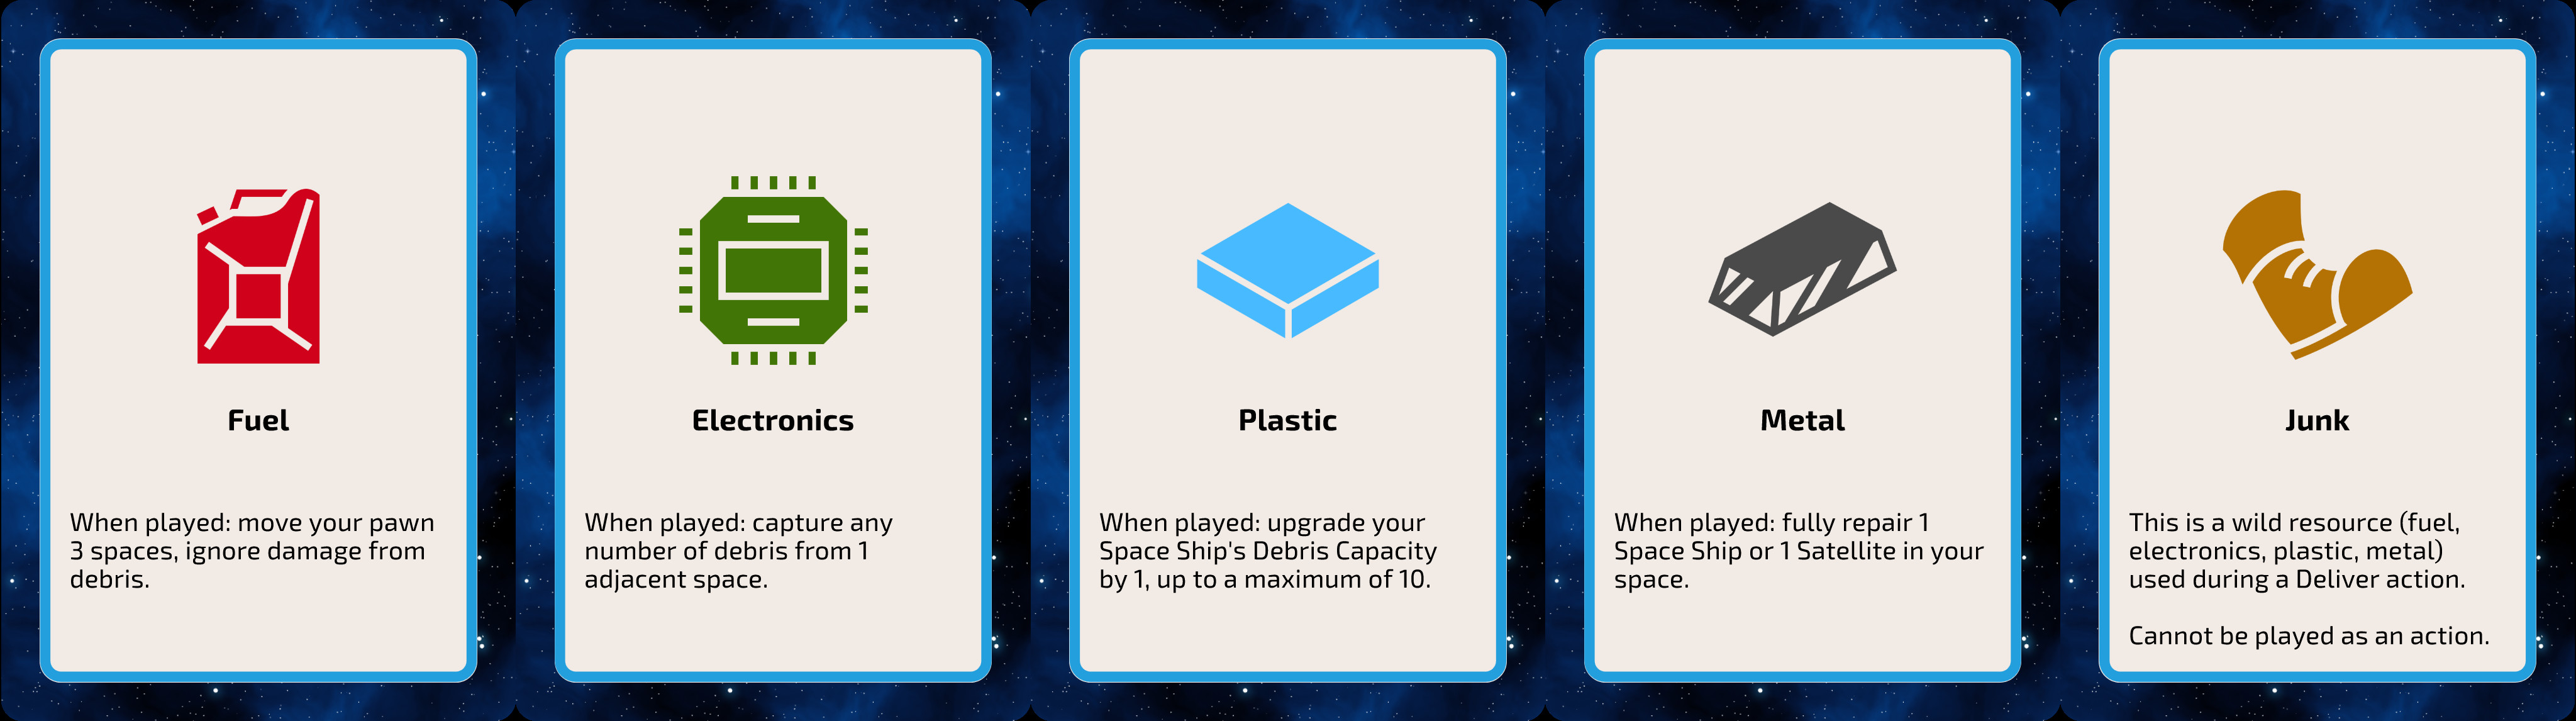 Fuel
When played: move your pawn
3 spaces, ignore damage from
debris.
Electronics
When played: capture any
number of debris from 1
adjacent space.
Plastic
When played: upgrade your
Space Ship's Debris Capacity
by 1, up to a maximum of 10.
Metal
When played: fully repair 1
Space Ship or 1 Satellite in your
space.
Junk
This is a wild resource (fuel,
electronics, plastic, metal)
used during a Deliver action.
Cannot be played as an action.